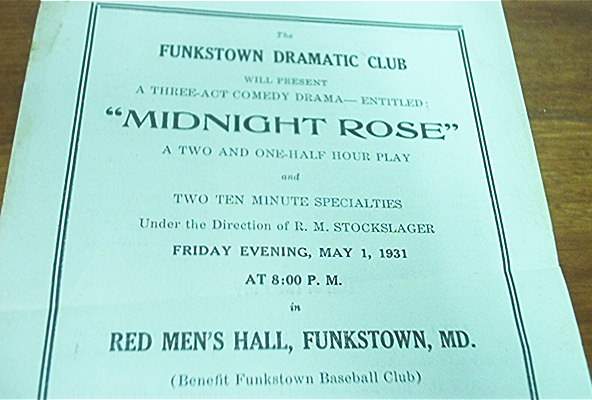 The
FUNKSTOWN DRAMATIC CLUB
WILL PRESENT
A THREE-ACT COMEDY DRAMA—ENTITLED:
“MIDNIGHT ROSE”
A TWO AND ONE-HALF HOUR PLAY
and
TWO TEN MINUTE SPECIALTIES
Under the Direction of R. M. STOCKSLAGER
FRIDAY EVENING, MAY 1, 1931
AT 8:00 P. M.
in
RED MEN'S HALL, FUNKSTOWN, MD.
(Benefit Funkstown Baseball Club)